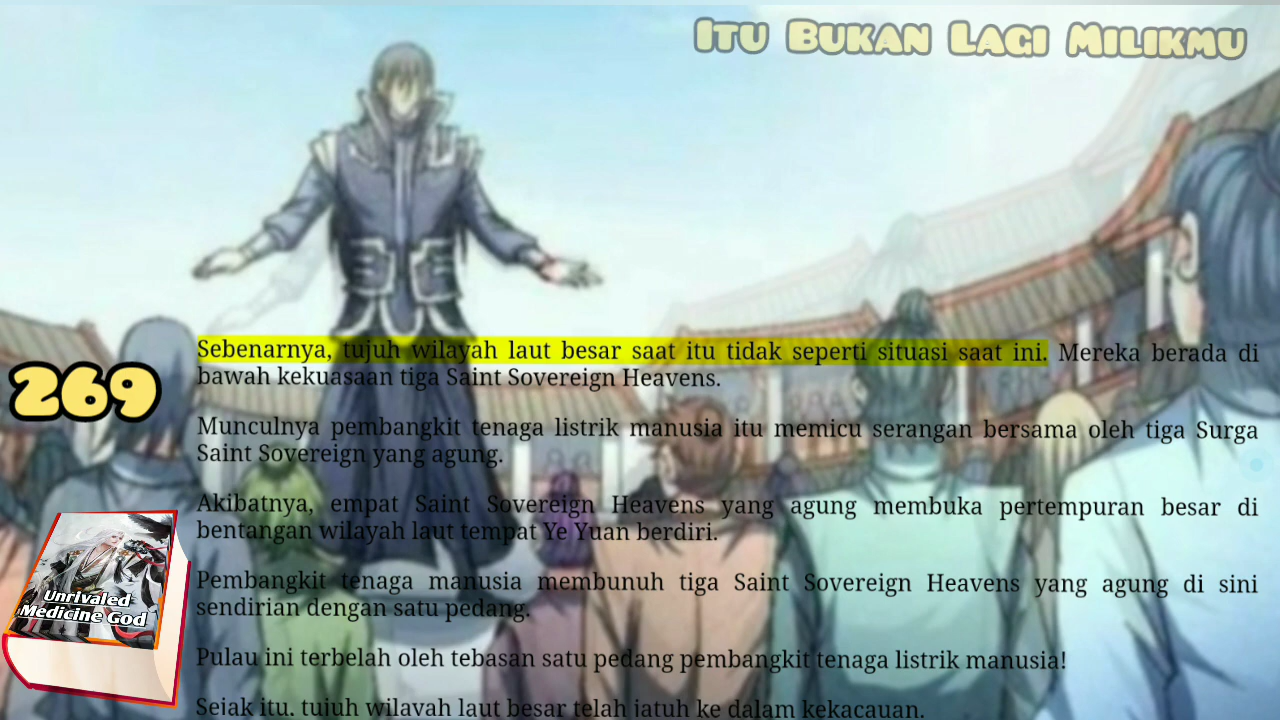 Itu Bukan Lagi Milikmu
Sebenarnya, tujuh wilayah laut besar saat itu tidak seperti situasi saat ini. Mereka berada di
bawah kekuasaan tiga Saint Sovereign Heavens.
269
Munculnya pembangkit tenaga listrik manusia itu memicu serangan bersama oleh tiga Surga
Saint Sovereign yang agung.
Akibatnya, empat Saint Sovereign Heavens yang agung membuka pertempuran besar di
bentangan wilayah laut tempat Ye Yuan berdiri.
Pembangkit tenaga manusia membunuh tiga Saint Sovereign Heavens yang agung di sini
sendirian dengan satu pedang.
Unrivaled
Medicine God
Pulau ini terbelah oleh tebasan satu pedang pembangkit tenaga listrik manusia!
Sejak itu, tujuh wilayah laut besar telah jatuh ke dalam kekacauan.